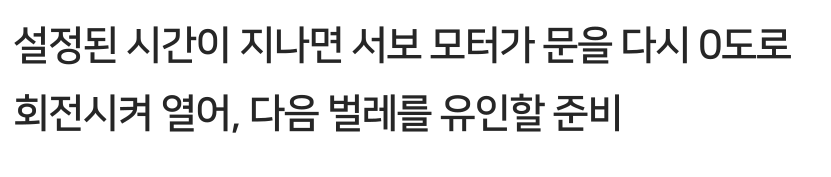 설정된 시간이 지나면 서보 모터가 문을 다시 0도로
회전시켜 열어, 다음 벌레를 유인할 준비